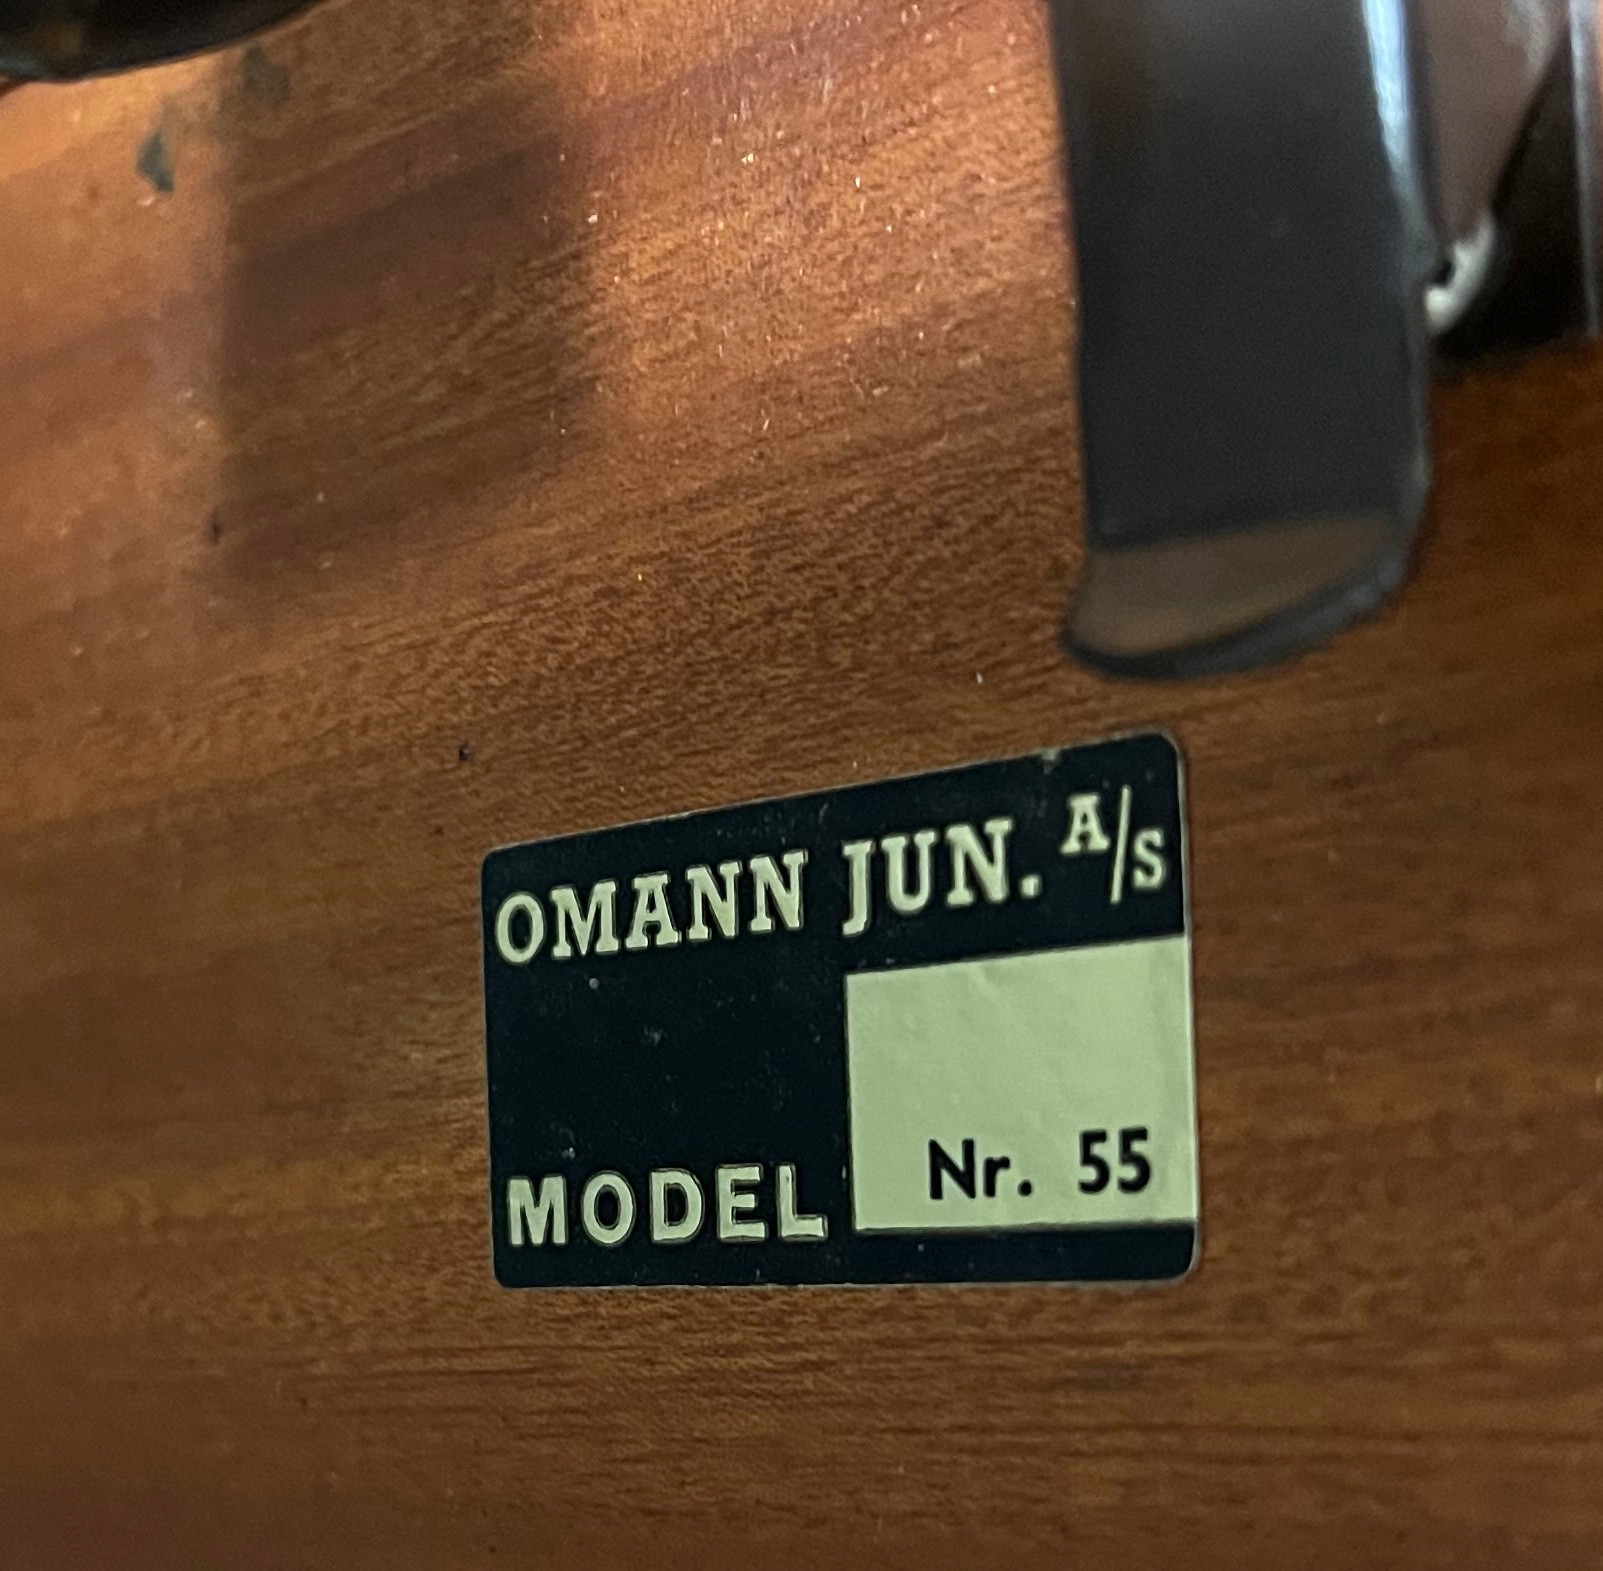 OMANN JUN. A/S
MODEL Nr. 55